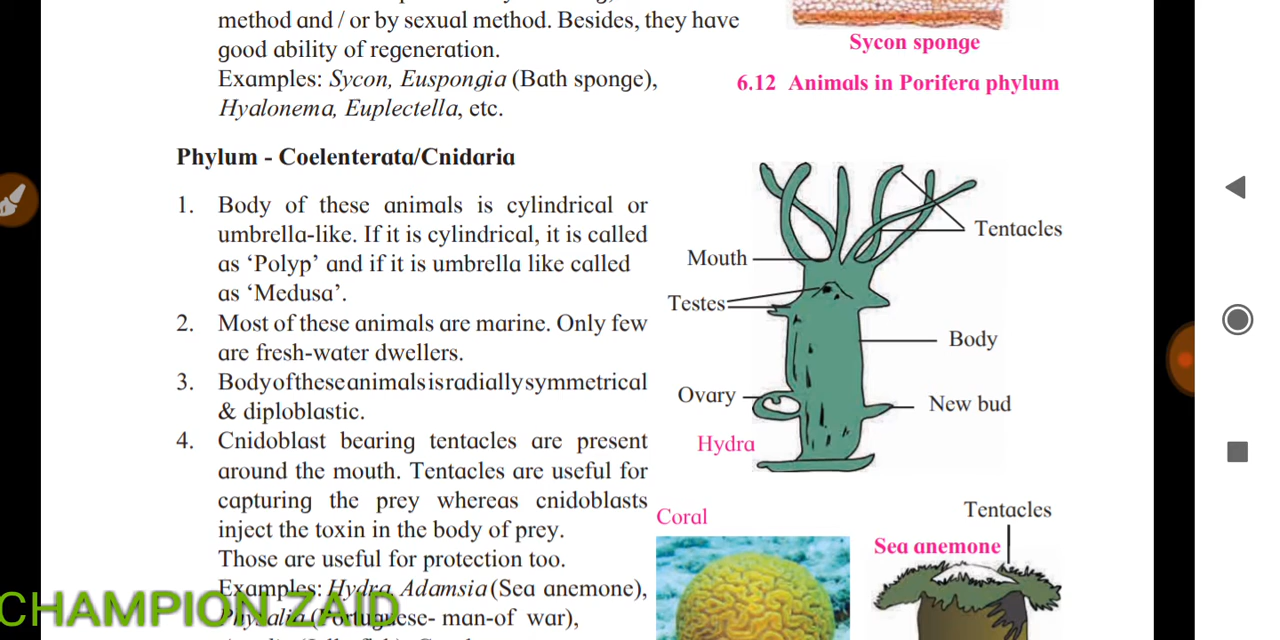 method and / or by sexual method. Besides, they have
good ability of regeneration.
Examples: Sycon, Euspongia (Bath sponge),
Hyalonema, Euplectella, etc.
Sycon sponge
6.12 Animals in Porifera phylum
Phylum - Coelenterata/Cnidaria
1. Body of these animals is cylindrical or
umbrella-like. If it is cylindrical, it is called
as ‘Polyp’ and if it is umbrella like called
as ‘Medusa’.
2. Most of these animals are marine. Only few
are fresh-water dwellers.
3. Body of these animals is radially symmetrical
& diploblastic.
4. Cnidoblast bearing tentacles are present
around the mouth. Tentacles are useful for
capturing the prey whereas cnidoblasts
inject the toxin in the body of prey.
Those are useful for protection too.
Examples: Hydra, Adamsia (Sea anemone),
(Portuguese- man-of war),
Tentacles
Mouth
Testes
Body
Ovary
New bud
Hydra
Coral
Tentacles
Sea anemone
CHAMPION ZAID